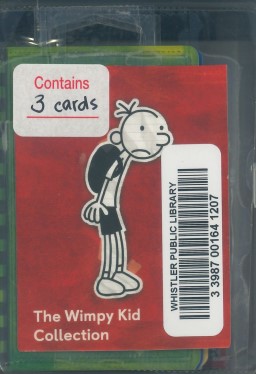 Contains
3 cards
WHISTLER PUBLIC LIBRARY
3 3987 00164 1207
The Wimpy Kid
Collection